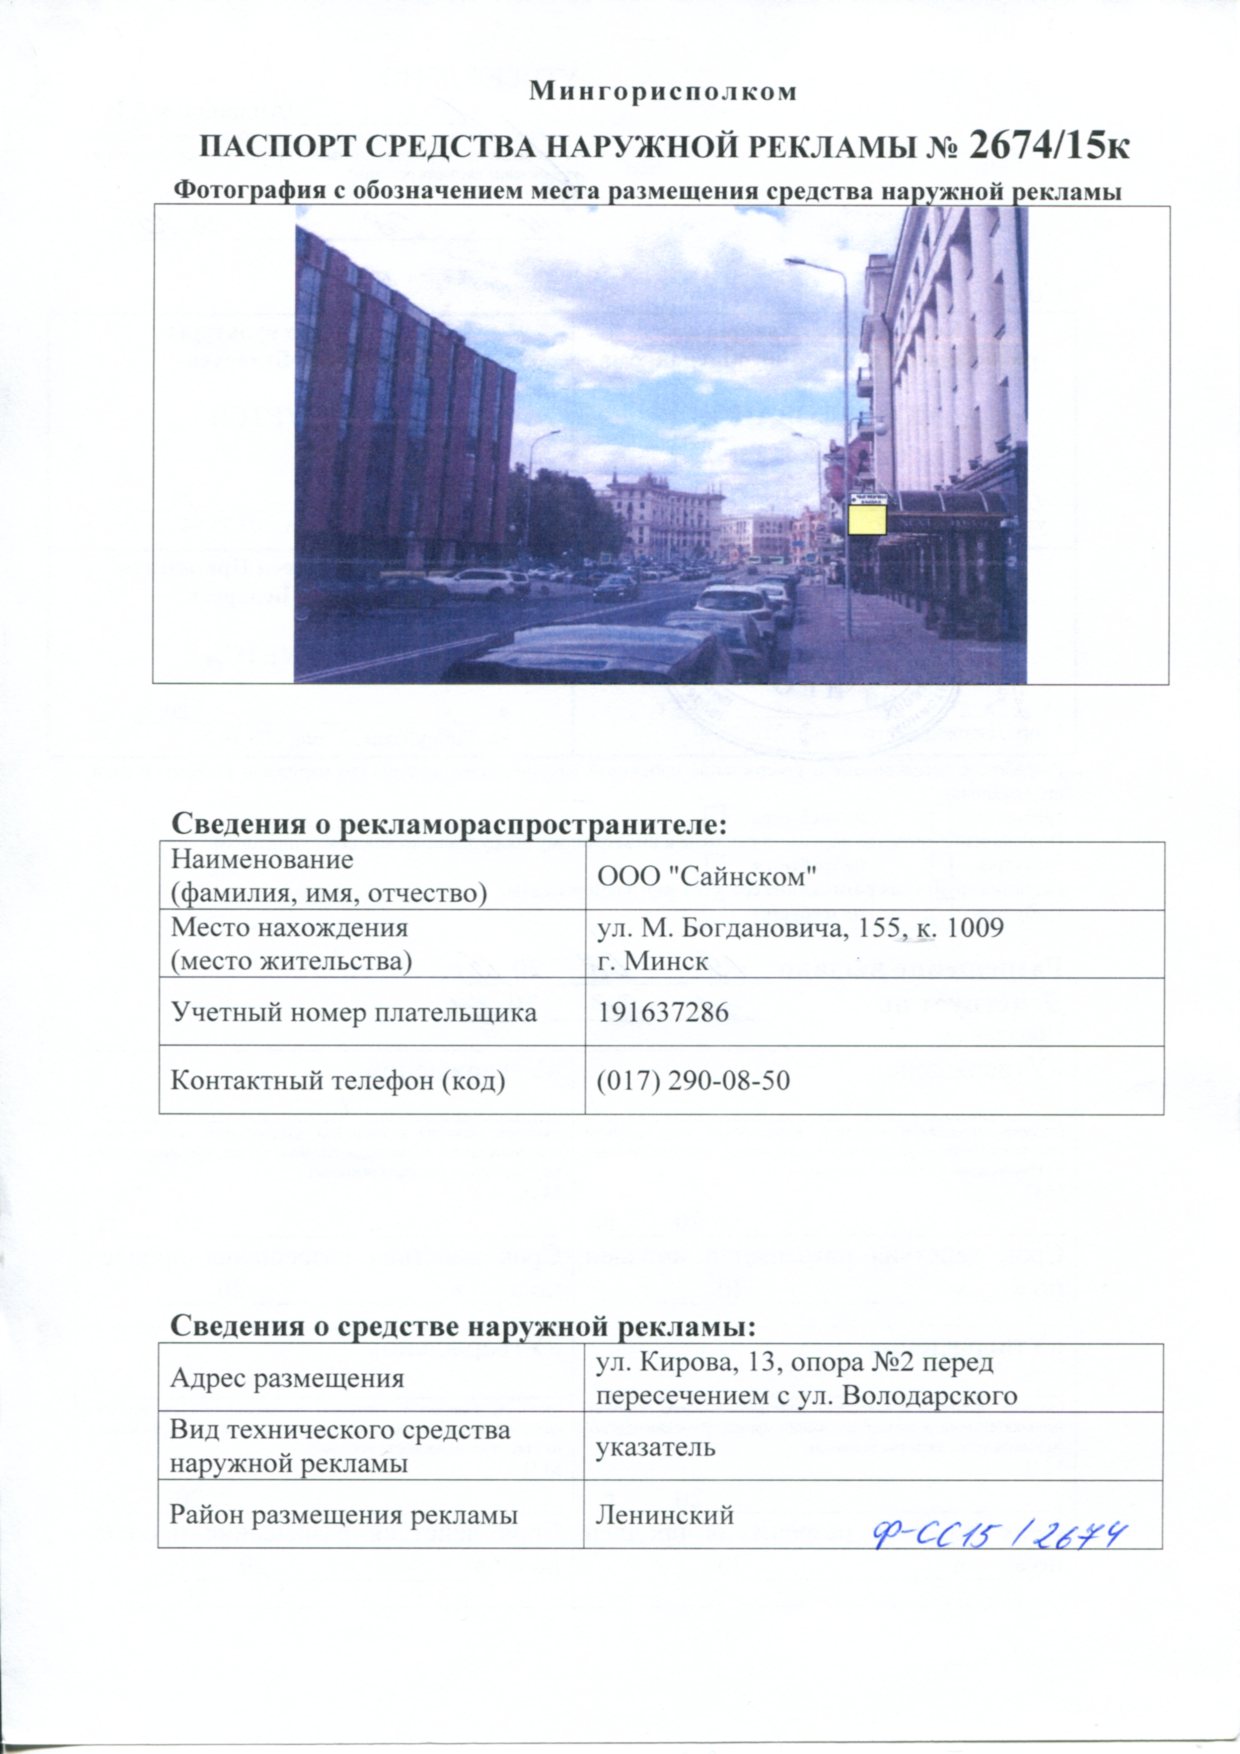 Мингорисполком
ПАСПОРТ СРЕДСТВА НАРУЖНОЙ РЕКЛАМЫ № 2674/15к
Фотография с обозначением места размещения средства наружной рекламы
Сведения о рекламораспространителе:
Наименование
(фамилия, имя, отчество)
ООО "Сайнском"
Место нахождения
(место жительства)
ул. М. Богдановича, 155, к. 1009
г. Минск
Учетный номер плательщика
191637286
Контактный телефон (код)
(017) 290-08-50
Сведения о средстве наружной рекламы:
Адрес размещения
ул. Кирова, 13, опора №2 перед
пересечением с ул. Володарского
Вид технического средства
наружной рекламы
указатель
Район размещения рекламы
Ленинский
Ф-СС15 / 2674